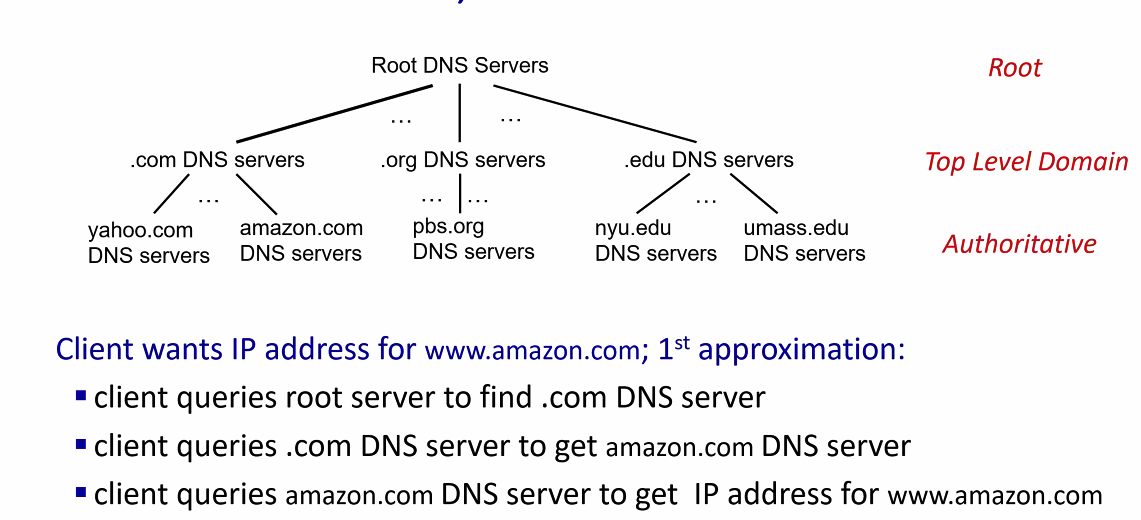 Root DNS Servers
Root
… …
.com DNS servers .org DNS servers .edu DNS servers
Top Level Domain
… … … …
yahoo.com
DNS servers
amazon.com
DNS servers
pbs.org
DNS servers
nyu.edu
DNS servers
umass.edu
DNS servers
Authoritative
Client wants IP address for www.amazon.com; 1st approximation:
▪ client queries root server to find .com DNS server
▪ client queries .com DNS server to get amazon.com DNS server
▪ client queries amazon.com DNS server to get IP address for www.amazon.com